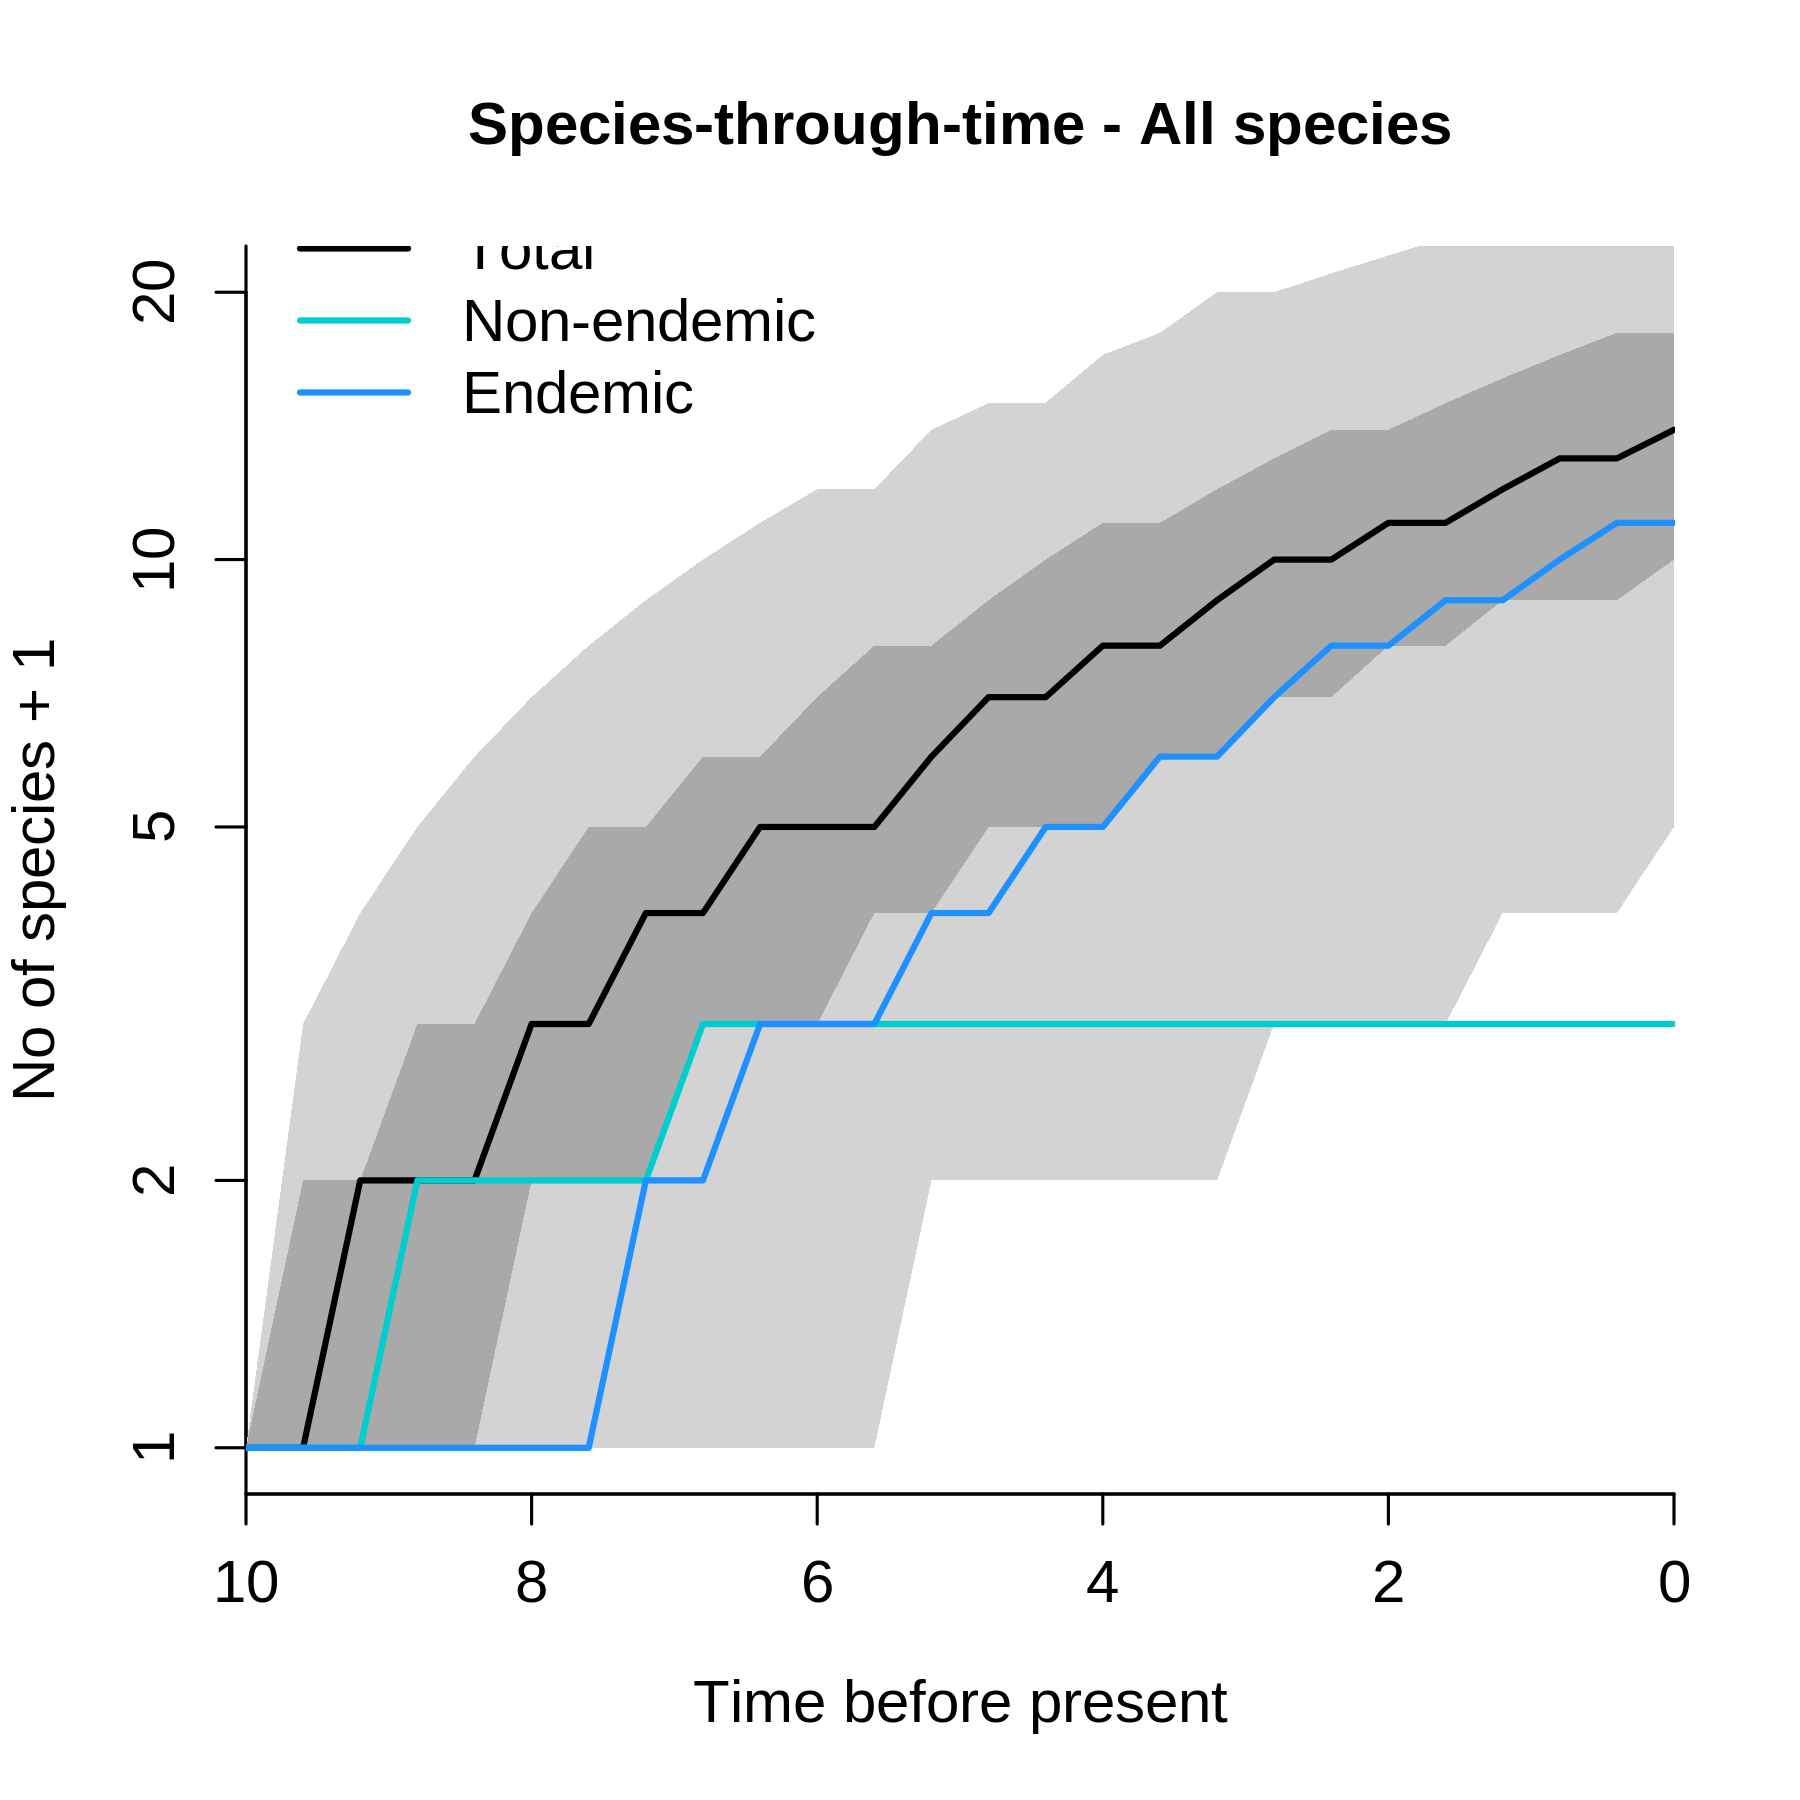 Species-through-time - All species
Total
Non-endemic
Endemic
No of species + 1
20
10
5
2
1
10 8 6 4 2 0
Time before present